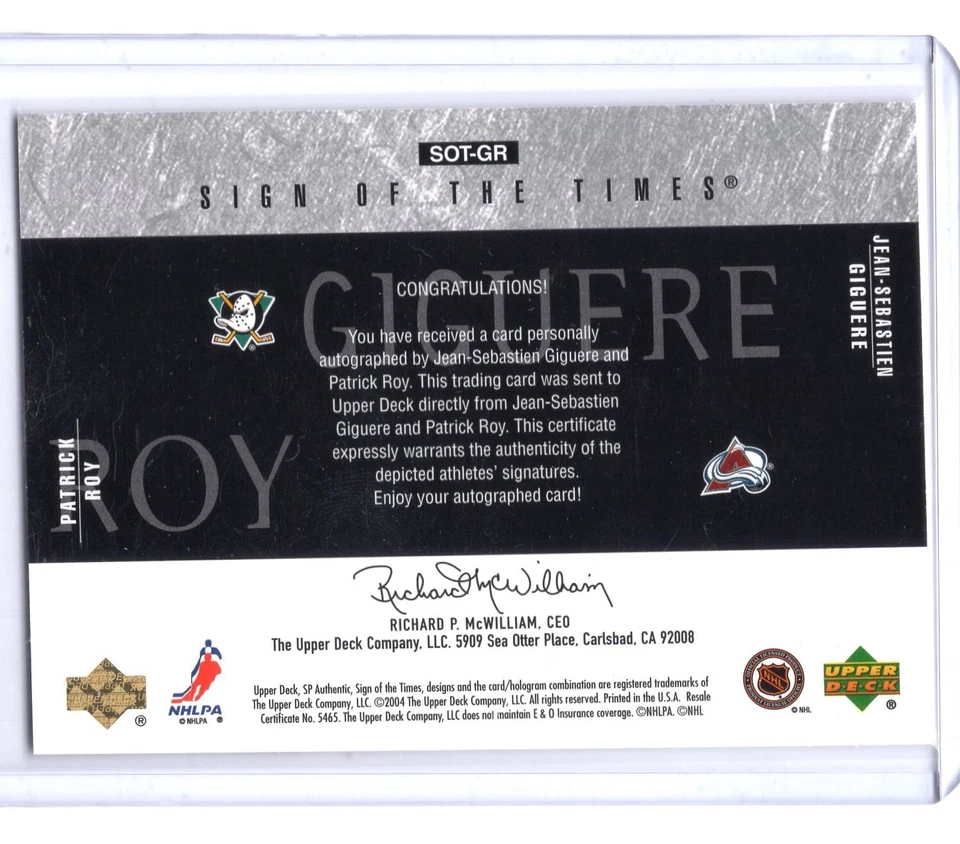 SOT-GR
SIGN OF THE TIMES®
GIGUERE
CONGRATULATIONS!
You have received a card personally
autographed by Jean-Sebastien Giguere and
Patrick Roy. This trading card was sent to
Upper Deck directly from Jean-Sebastien
Giguere and Patrick Roy. This certificate
expressly warrants the authenticity of the
depicted athletes' signatures.
Enjoy your autographed card!
JEAN-SEBASTIEN
GIGUERE
ROY
PATRICK
ROY
Richard McWilliam
RICHARD P. McWILLIAM, CEO
The Upper Deck Company, LLC. 5909 Sea Otter Place, Carlsbad, CA 92008
Upper Deck, SP Authentic, Sign of the Times, designs and the card/hologram combination are registered trademarks of
The Upper Deck Company, LLC. ©2004 The Upper Deck Company, LLC. All rights reserved. Printed in the U.S.A. Resale
Certificate No. 5465. The Upper Deck Company, LLC does not maintain E & O Insurance coverage. ©NHLPA. ©NHL
®
NHLPA
© NHLPA ®
NHL
© NHL
UPPER
DECK
®